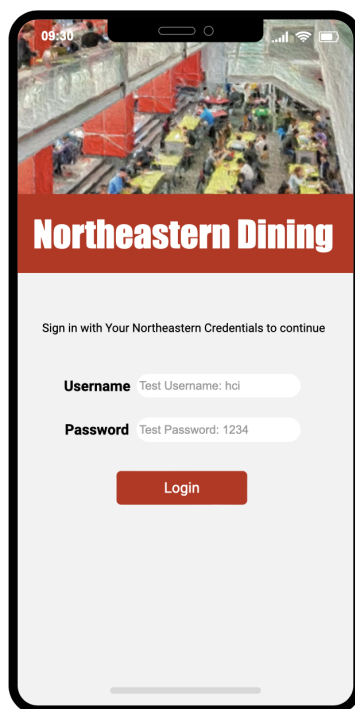 09:30
Northeastern Dining
Sign in with Your Northeastern Credentials to continue
Username Test Username: hci
Password Test Password: 1234
Login